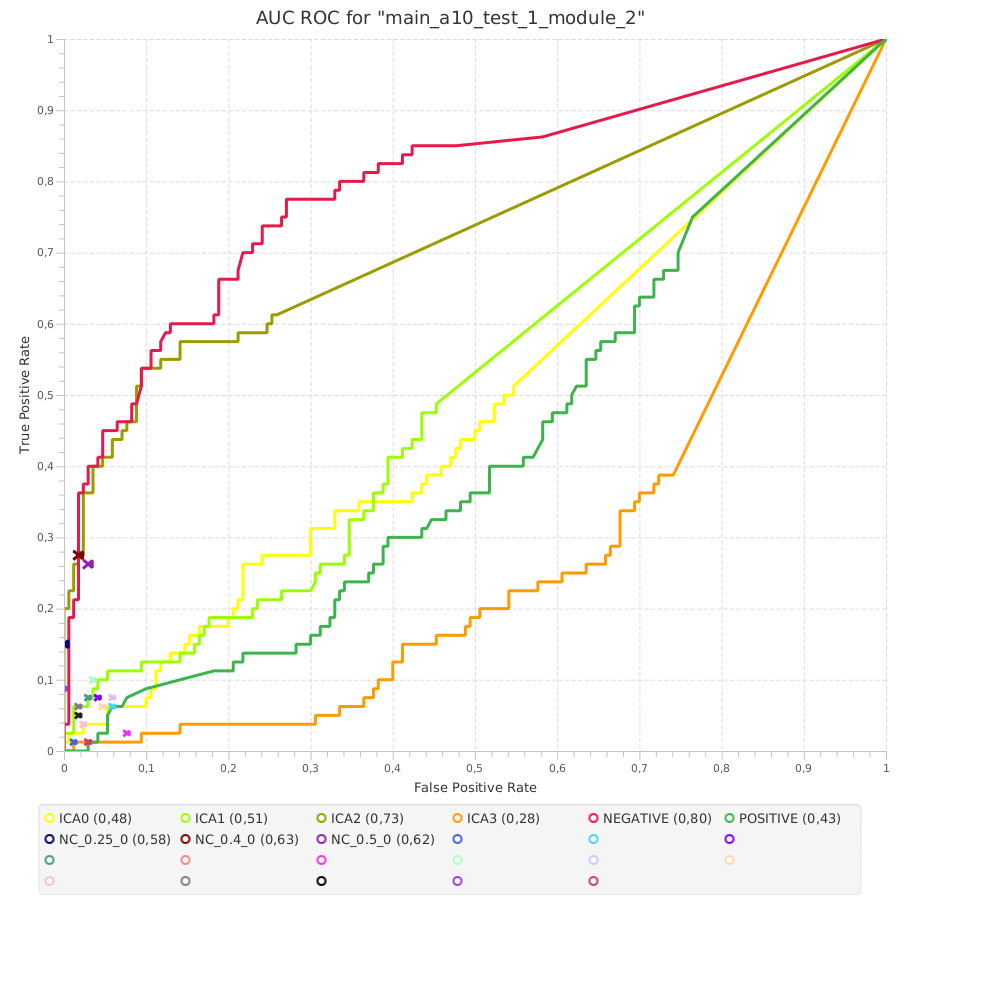 AUC ROC for "main_a10_test_1_module_2"
1
0,9
0,8
0,7
0,6
0,5
0,4
0,3
0,2
0,1
0
True Positive Rate
0 0,1 0,2 0,3 0,4 0,5 0,6 0,7 0,8 0,9 1
False Positive Rate
ICA0 (0,48) ICA1 (0,51) ICA2 (0,73) ICA3 (0,28) NEGATIVE (0,80) POSITIVE (0,43)
NC_0.25_0 (0,58) NC_0.4_0 (0,63) NC_0.5_0 (0,62)